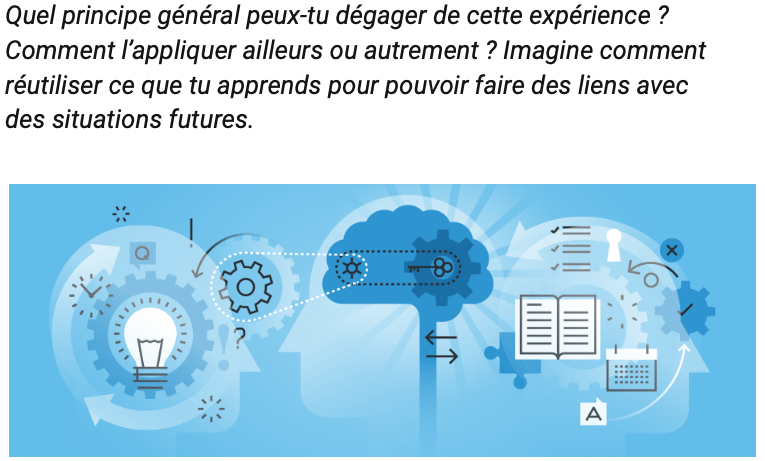 Quel principe général peux-tu dégager de cette expérience ?
Comment l’appliquer ailleurs ou autrement ? Imagine comment
réutiliser ce que tu apprends pour pouvoir faire des liens avec
des situations futures.
Q
?
A